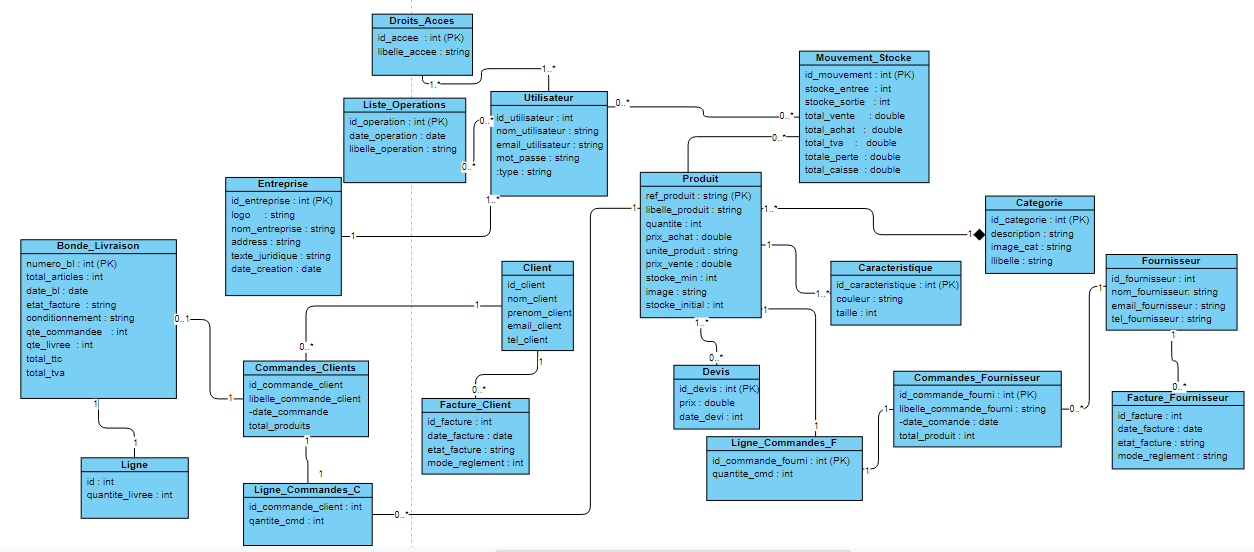 Droits_Acces
id_accee : int (PK)
libelle_accee : string
1..*
1..*
Mouvement_Stocke
id_mouvement : int (PK)
stocke_entree : int
stocke_sortie : int
total_vente : double
total_achat : double
total_tva : double
totale_perte : double
total_caisse : double
Liste_Operations
id_operation : int (PK)
date_operation : date
libelle_operation : string
0..*
0..*
Utilisateur
id_utilisateur : int
nom_utilisateur : string
email_utilisateur : string
mot_passe : string
:type : string
0..*
0..*
0..*
1..*
1
Entreprise
id_entreprise : int (PK)
logo : string
nom_entreprise : string
address : string
texte_juridique : string
date_creation : date
Produit
ref_produit : string (PK)
libelle_produit : string
quantite : int
prix_achat : double
unite_produit : string
prix_vente : double
stocke_min : int
image : string
stocke_initial : int
1
1..*
1
Categorie
id_categorie : int (PK)
description : string
image_cat : string
llibelle : string
1
1..*
Caracteristique
id_caracteristique : int (PK)
couleur : string
taille : int
Fournisseur
id_fournisseur : int
nom_fournisseur: string
email_fournisseur : string
tel_fournisseur : string
1
1
0..*
Bonde_Livraison
numero_bl : int (PK)
total_articles : int
date_bl : date
etat_facture : string
conditionnement : string
qte_commandee : int
qte_livree : int
total_ttc
total_tva
0..1
1
1
1
Client
id_client
nom_client
prenom_client
email_client
tel_client
1
0..*
1
0..*
Commandes_Clients
id_commande_client
libelle_commande_client
-date_commande
total_produits
1
1
Facture_Client
id_facture : int
date_facture : date
etat_facture : string
mode_reglement : int
1..*
0..*
Devis
id_devis : int (PK)
prix : double
date_devi : int
1
1
Commandes_Fournisseur
id_commande_fourni : int (PK)
libelle_commande_fourni : string
-date_comande : date
total_produit : int
0..*
1
1
Facture_Fournisseur
id_facture : int
date_facture : date
etat_facture : string
mode_reglement : string
Ligne_Commandes_F
id_commande_fourni : int (PK)
quantite_cmd : int
Ligne
id : int
quantite_livree : int
Ligne_Commandes_C
id_commande_client : int
qantite_cmd : int
0..*